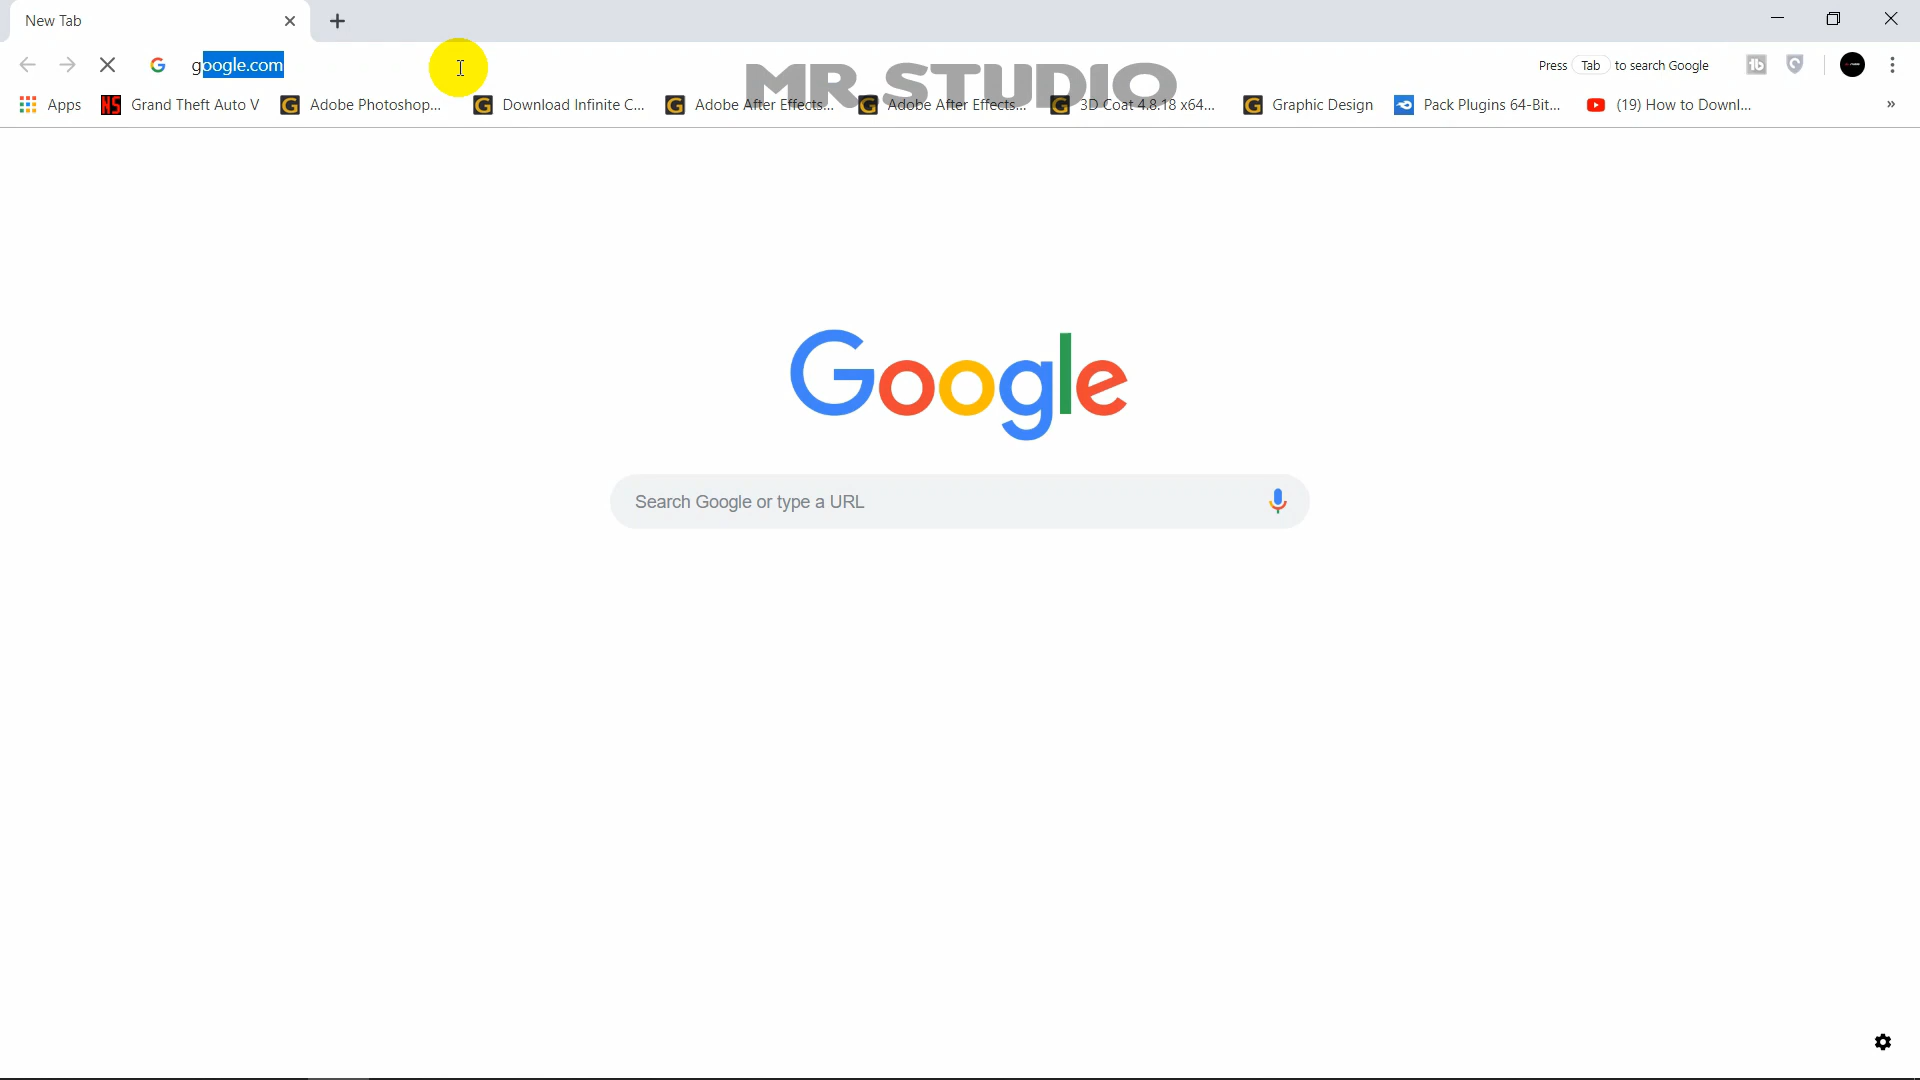 New Tab
google.com
Press Tab to search Google
MR STUDIO
Apps
Grand Theft Auto V
Adobe Photoshop...
Download Infinite C...
Adobe After Effects...
Adobe After Effects...
3D Coat 4.8.18 x64...
Graphic Design
Pack Plugins 64-Bit...
(19) How to Downl...
Google
Search Google or type a URL